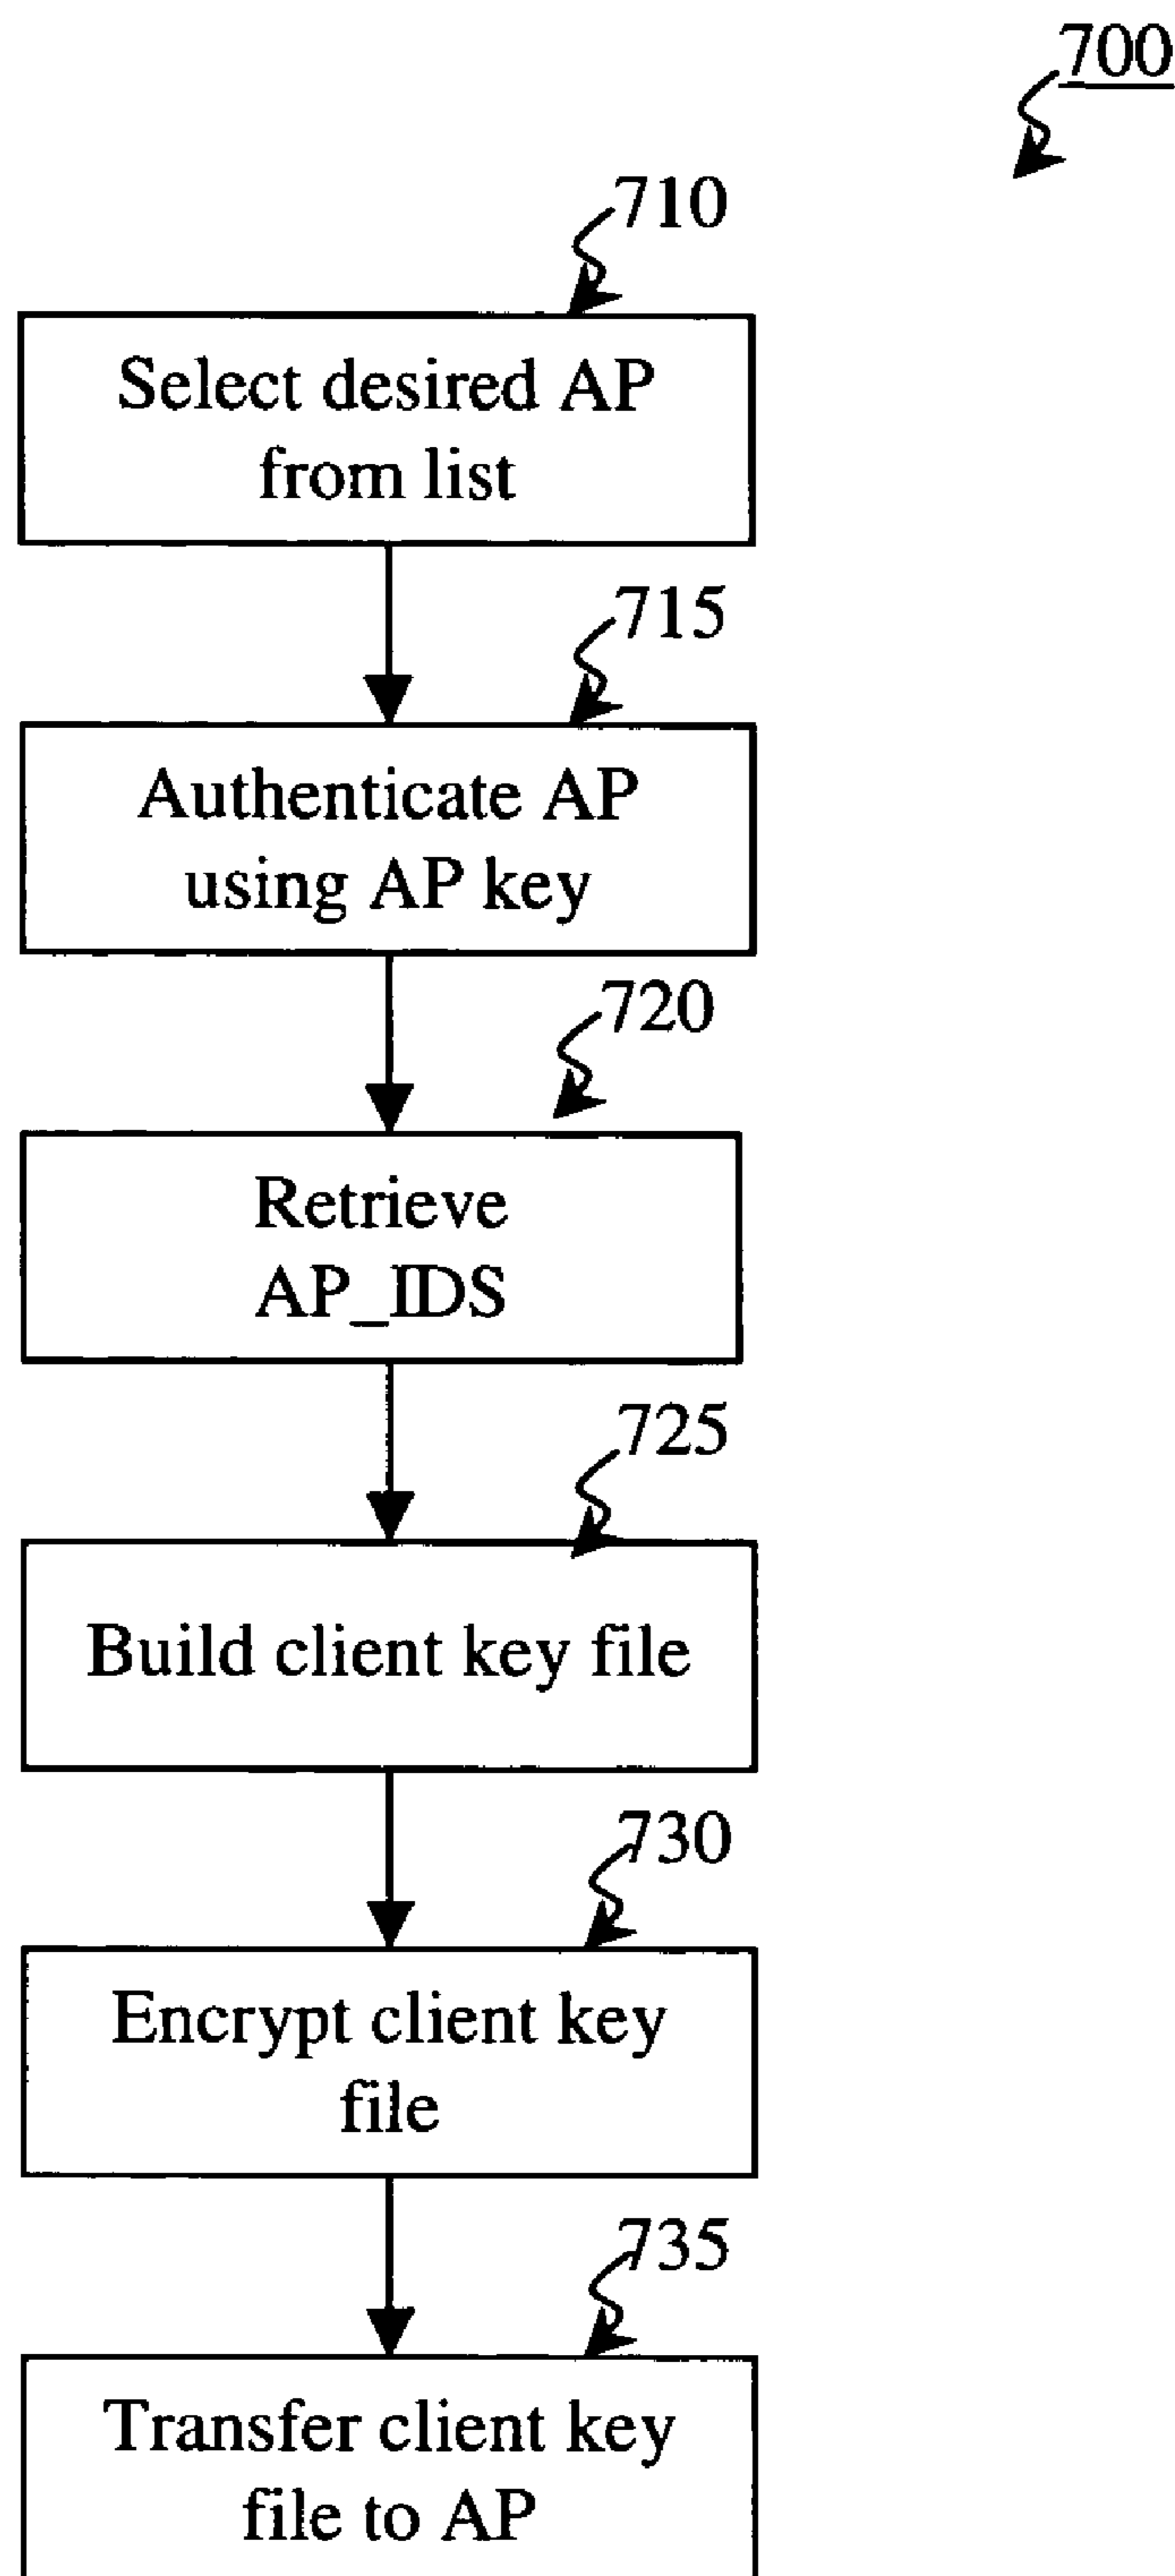 700
710
Select desired AP
from list
715
Authenticate AP
using AP key
720
Retrieve
AP_IDS
725
Build client key file
730
Encrypt client key
file
735
Transfer client key
file to AP